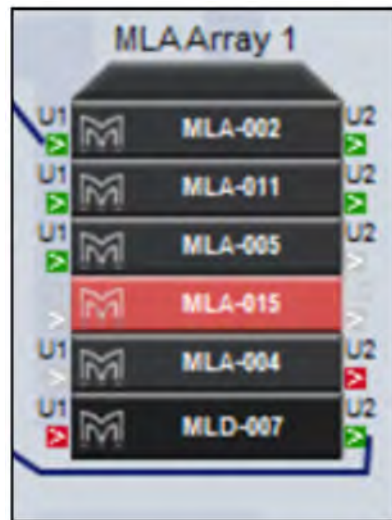 MLA Array 1
U1 MLA-002 U2
U1 MLA-011 U2
U1 MLA-005 U2
MLA-015
U1 MLA-004 U2
U1 MLD-007 U2